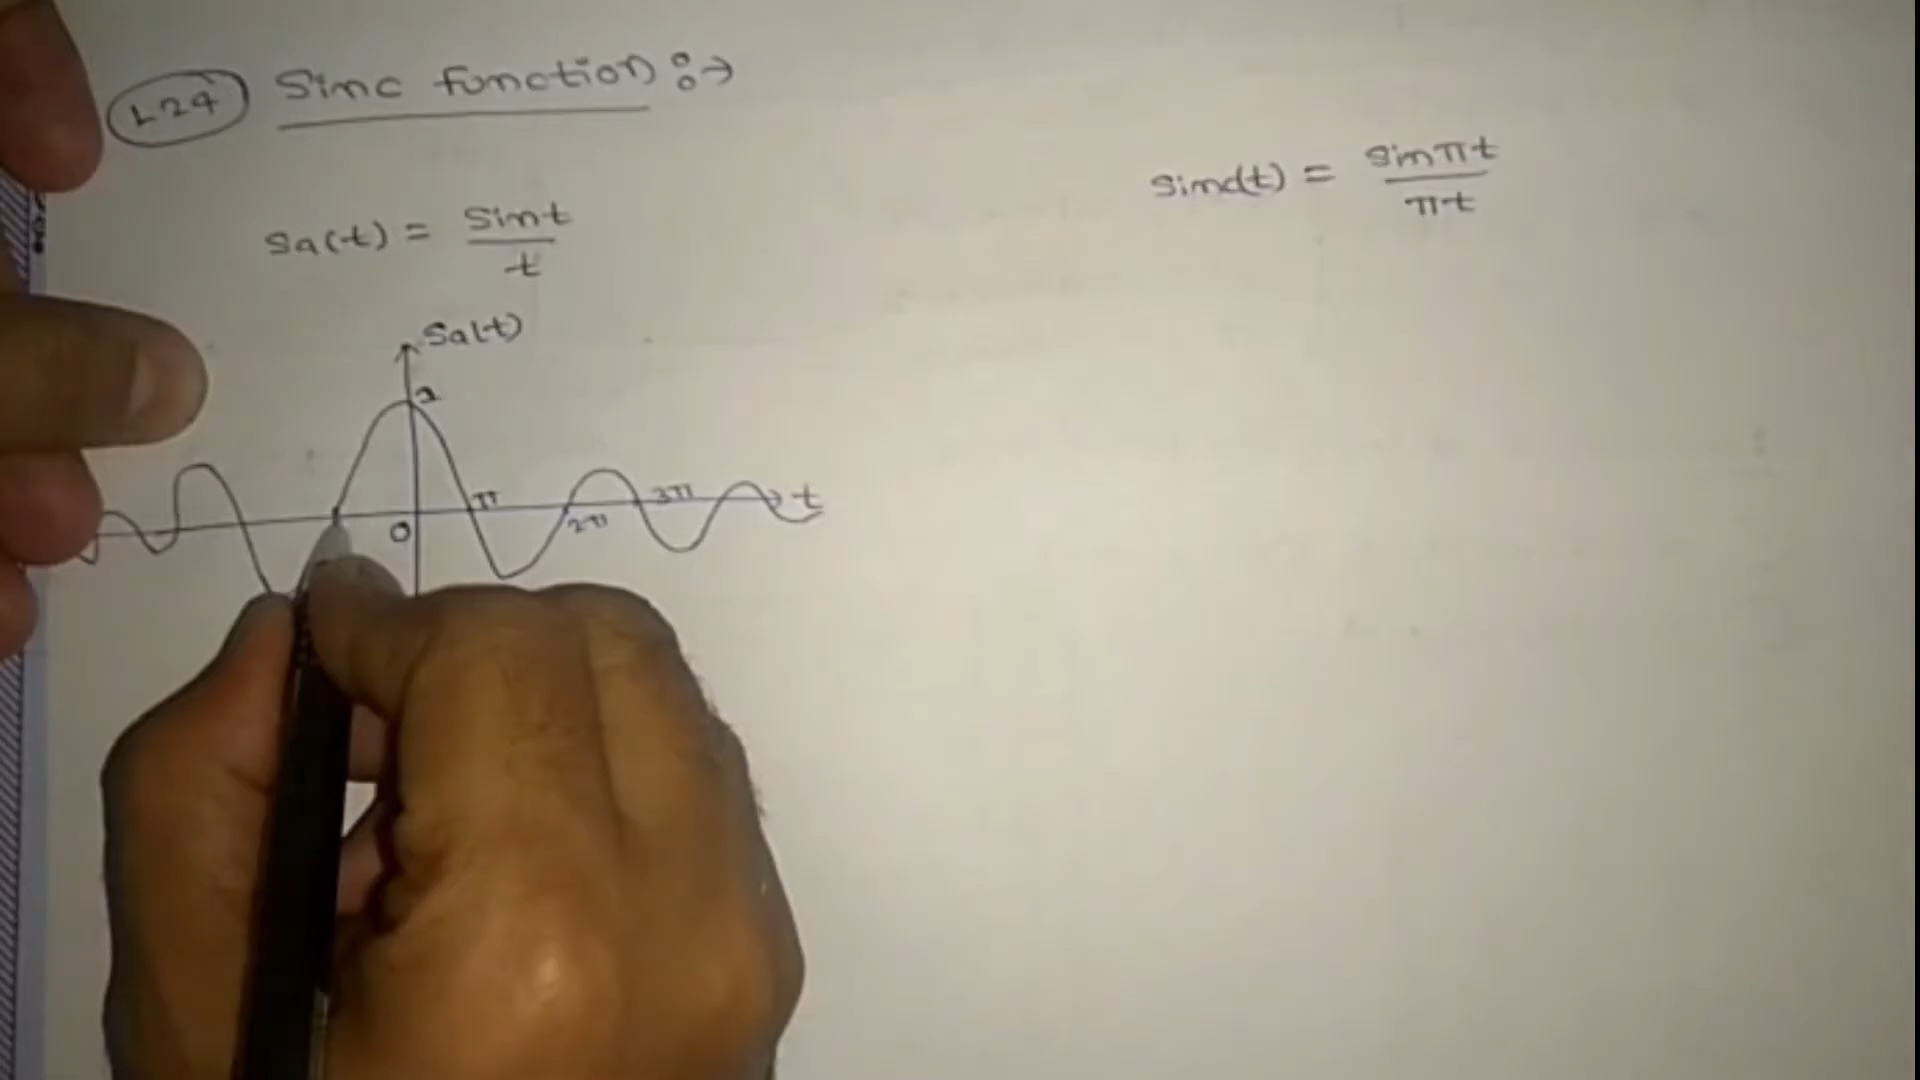 L24 Sinc function :→
Sa(t) = Sint / t
Sinc(t) = Sinπt / πt
Sa(t)
1
π
3π
t
0
2π